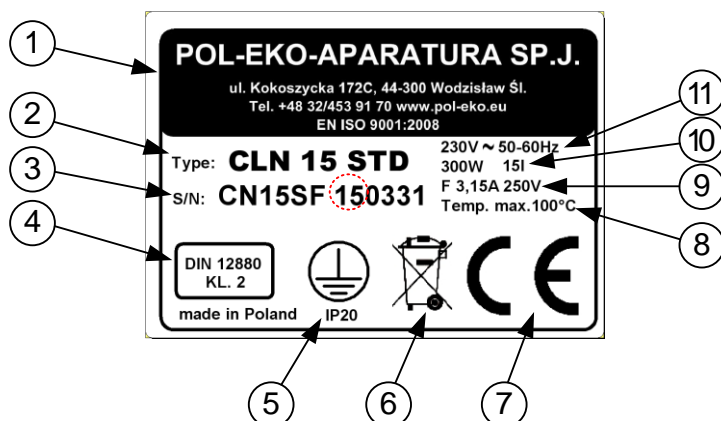 POL-EKO-APARATURA SP.J.
ul. Kokoszycka 172C, 44-300 Wodzisław Śl.
Tel. +48 32/453 91 70 www.pol-eko.eu
EN ISO 9001:2008
Type: CLN 15 STD
S/N: CN15SF 150331
230V ~ 50-60Hz
300W 15l
F 3,15A 250V
Temp. max.100°C
DIN 12880
KL. 2
made in Poland
IP20
CE
1
2
3
4
5
6
7
8
9
10
11